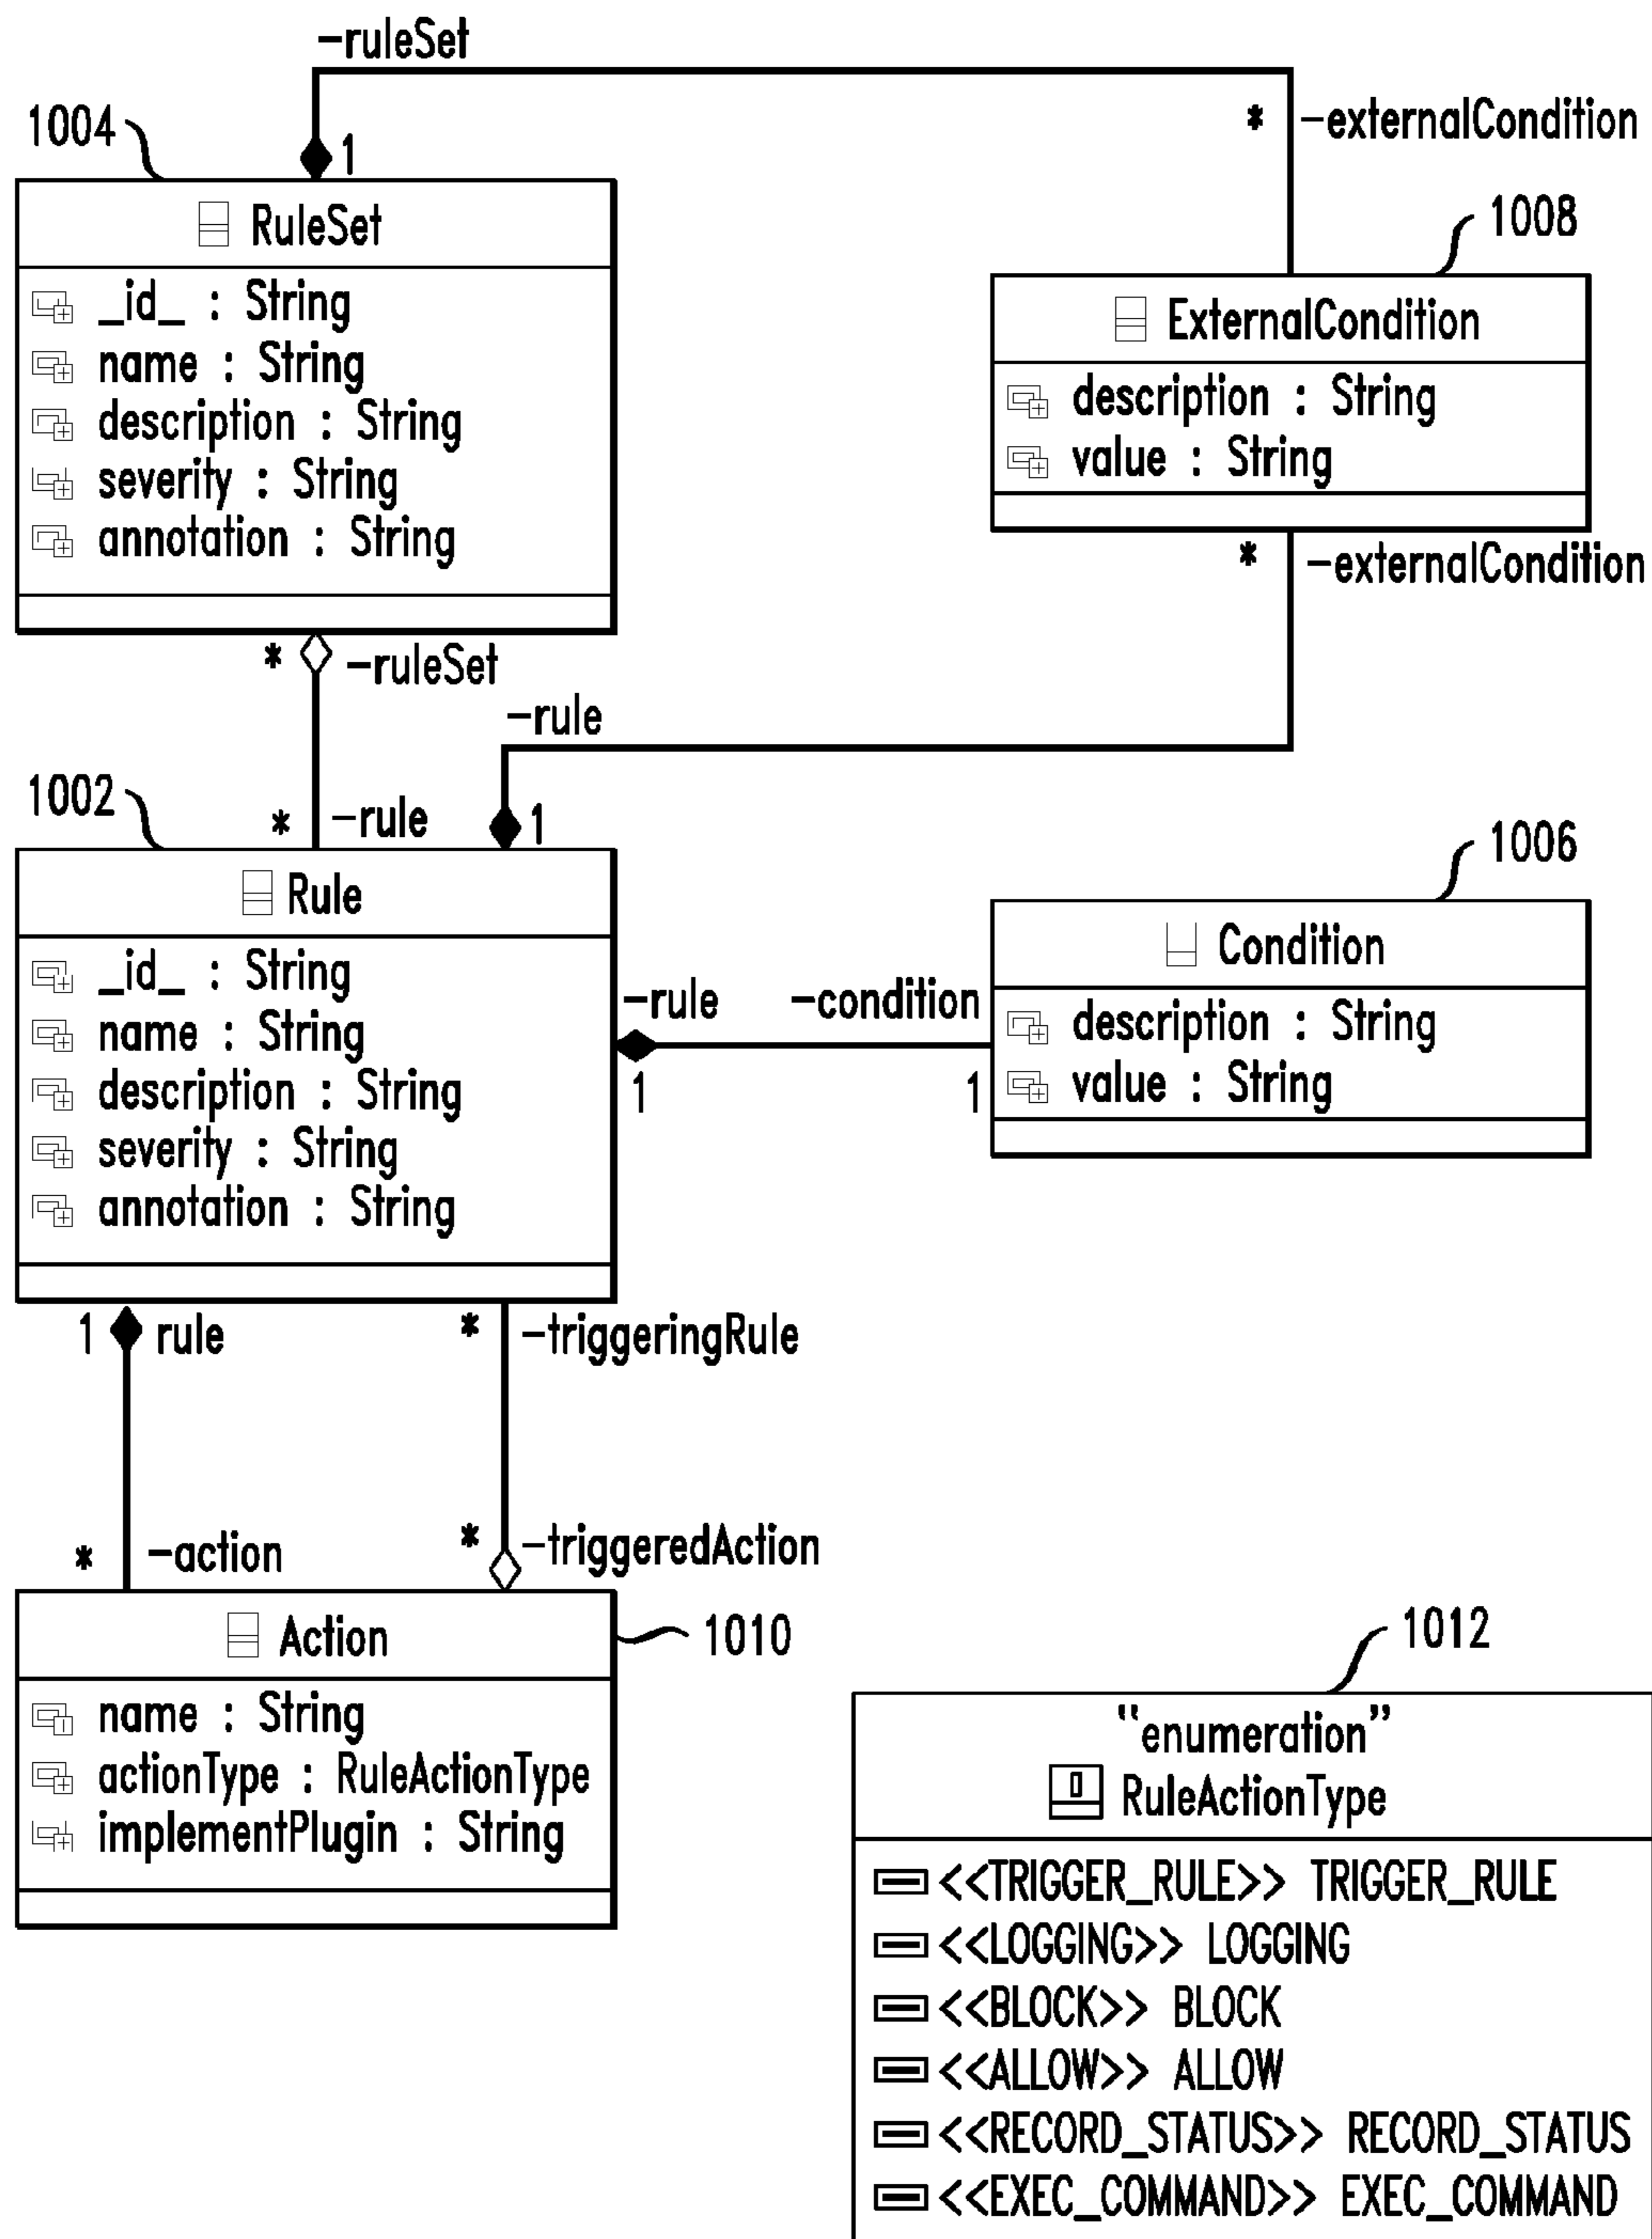 -ruleSet
1004
1
* -externalCondition
RuleSet
1008
_id_ : String
name : String
description : String
severity : String
annotation : String
ExternalCondition
description : String
value : String
* -externalCondition
* -ruleSet
-rule
1002
* -rule
1
Rule
1006
_id_ : String
name : String
description : String
severity : String
annotation : String
-rule -condition
1 1
Condition
description : String
value : String
1 rule
* -triggeringRule
* -action
* -triggeredAction
Action
1010
name : String
actionType : RuleActionType
implementPlugin : String
1012
"enumeration"
RuleActionType
<<TRIGGER_RULE>> TRIGGER_RULE
<<LOGGING>> LOGGING
<<BLOCK>> BLOCK
<<ALLOW>> ALLOW
<<RECORD_STATUS>> RECORD_STATUS
<<EXEC_COMMAND>> EXEC_COMMAND